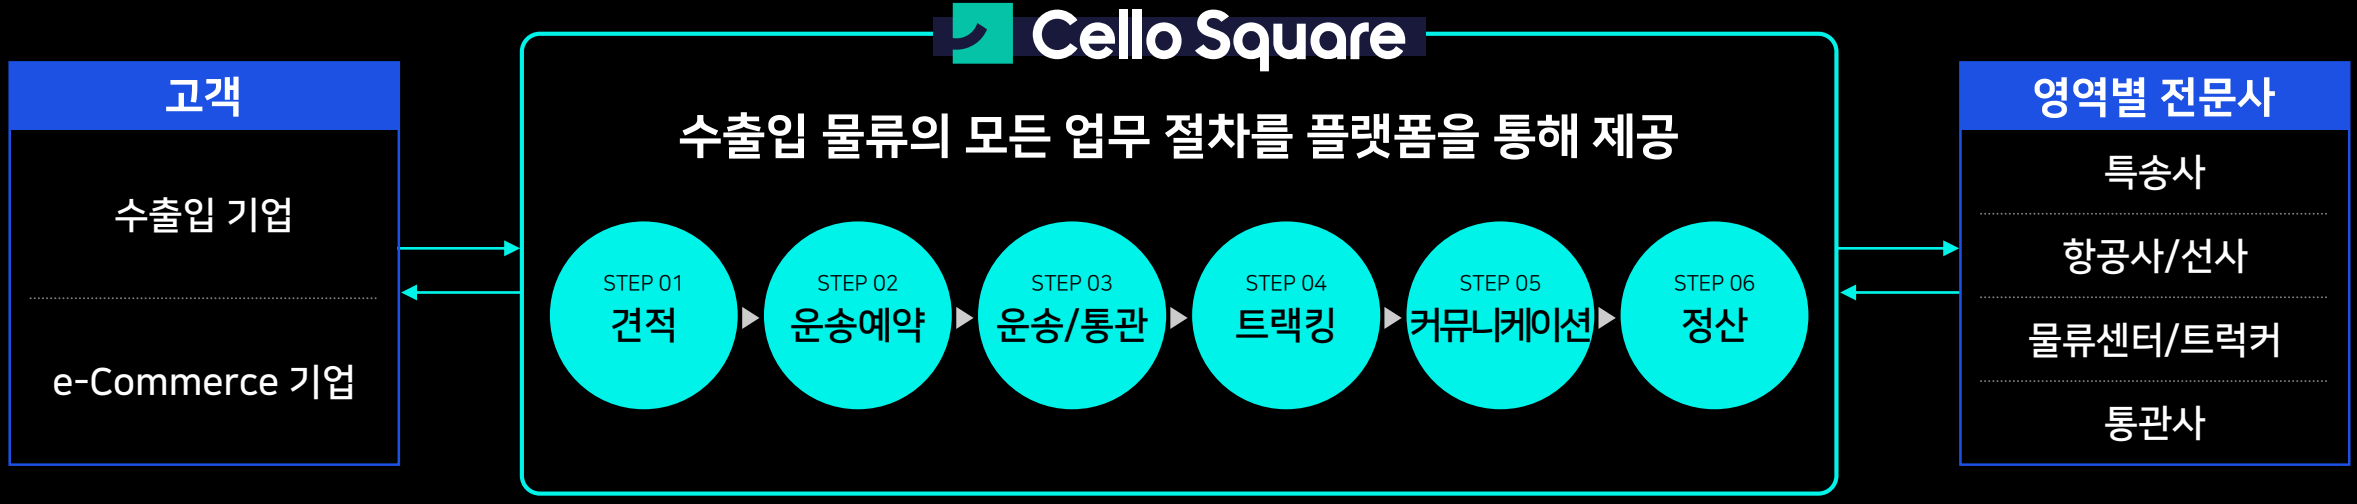 고객
수출입 기업
e-Commerce 기업
Cello Square
수출입 물류의 모든 업무 절차를 플랫폼을 통해 제공
STEP 01
견적
STEP 02
운송예약
STEP 03
운송/통관
STEP 04
트랙킹
STEP 05
커뮤니케이션
STEP 06
정산
영역별 전문사
특송사
항공사/선사
물류센터/트럭커
통관사